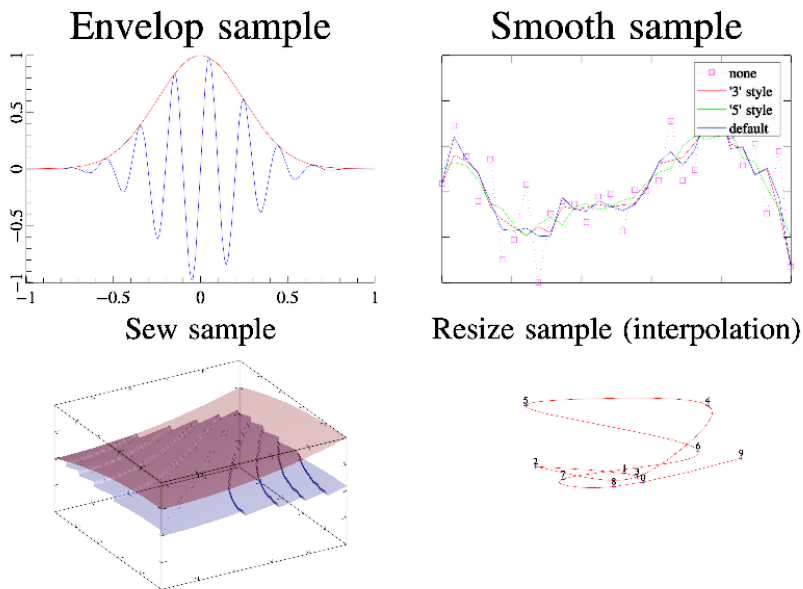 Envelop sample
Smooth sample
1
0.5
0
−0.5
−1
−1
−0.5
0
0.5
1
none
'3' style
'5' style
default
Sew sample
Resize sample (interpolation)
5
4
6
9
2
1
7
3
0
8